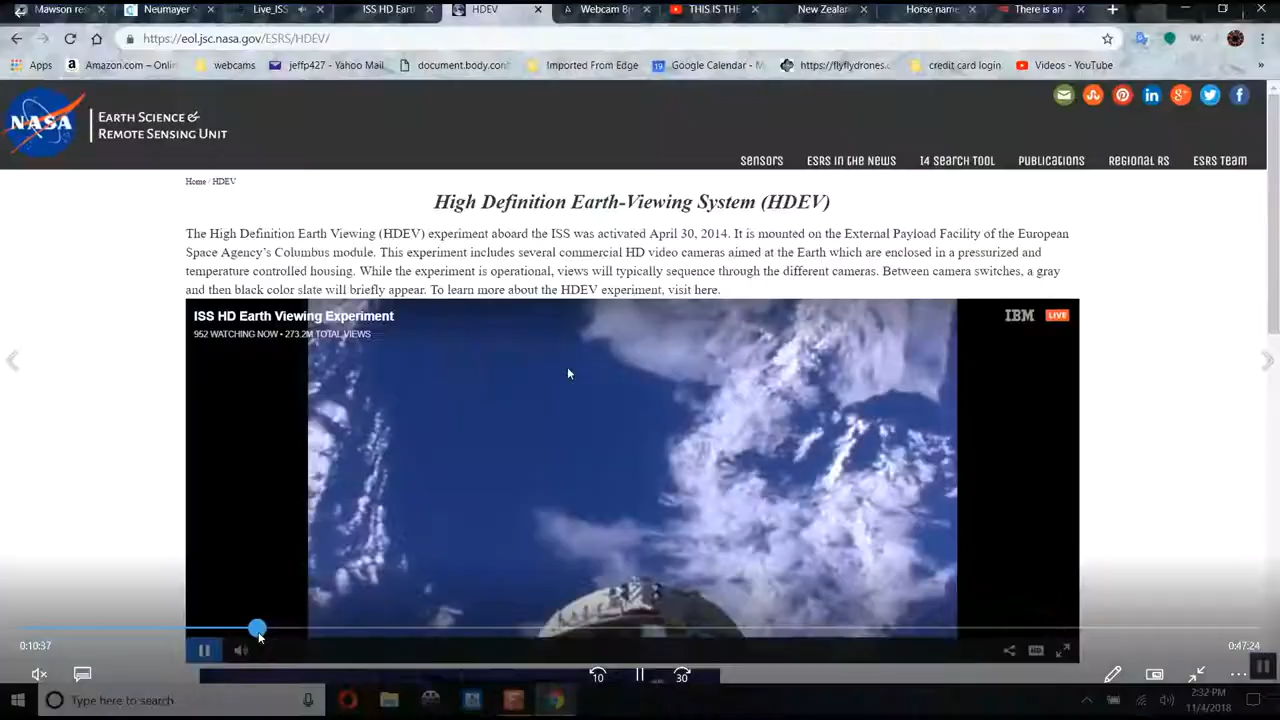 Mawson res
Neumayer S
Live_ISS
ISS HD Earth
HDEV
Webcam Br
THIS IS THE
New Zealan
Horse name
There is an
https://eol.jsc.nasa.gov/ESRS/HDEV/
Apps
Amazon.com – Onli
webcams
jeffp427 - Yahoo Mail
document.body.con
Imported From Edge
Google Calendar - M
https://flyflydrones.c
credit card login
Videos - YouTube
NASA
Earth Science &
Remote Sensing Unit
Sensors
ESRS in the News
I4 Search Tool
Publications
Regional RS
ESRS Team
Home / HDEV
High Definition Earth-Viewing System (HDEV)
The High Definition Earth Viewing (HDEV) experiment aboard the ISS was activated April 30, 2014. It is mounted on the External Payload Facility of the European
Space Agency's Columbus module. This experiment includes several commercial HD video cameras aimed at the Earth which are enclosed in a pressurized and
temperature controlled housing. While the experiment is operational, views will typically sequence through the different cameras. Between camera switches, a gray
and then black color slate will briefly appear. To learn more about the HDEV experiment, visit here.
ISS HD Earth Viewing Experiment
952 WATCHING NOW • 273.2M TOTAL VIEWS
IBM
LIVE
HD
0:10:37
0:47:24
10
30
Type here to search
2:32 PM
11/4/2018